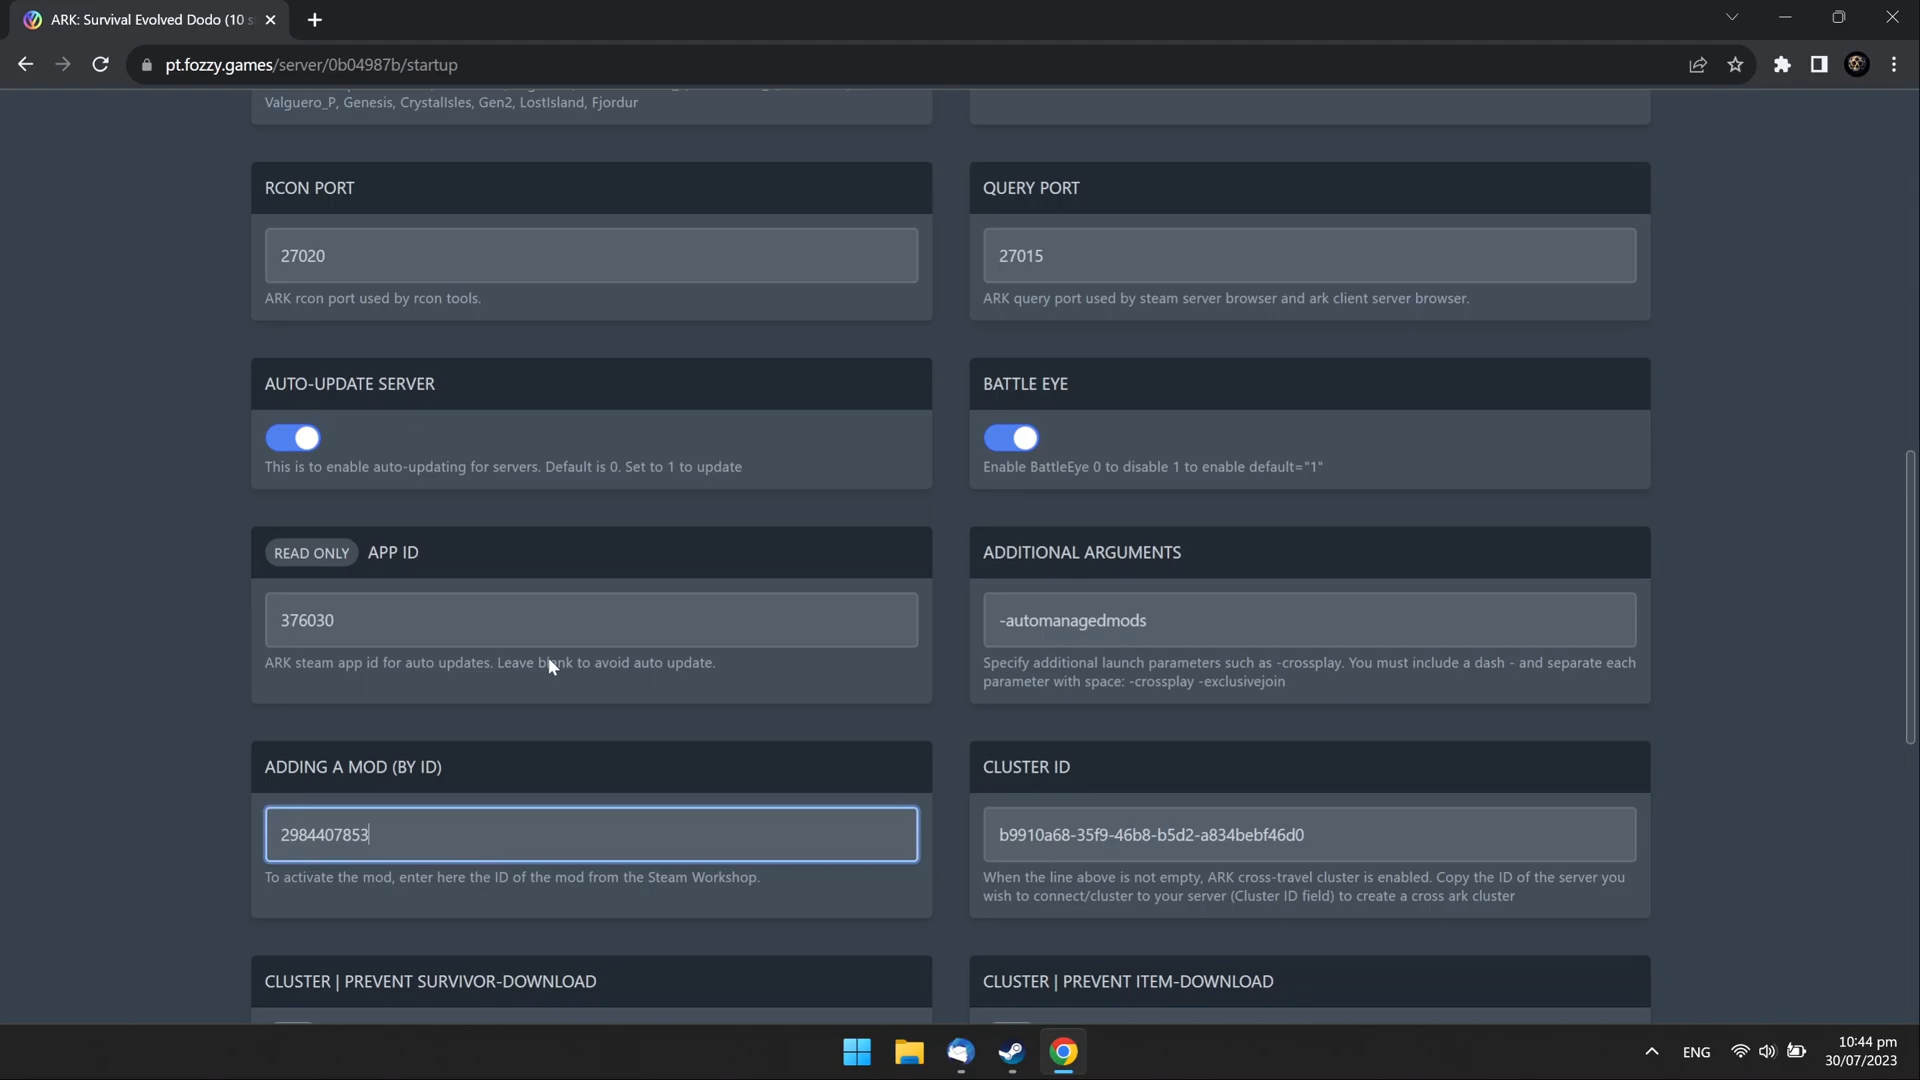 ARK: Survival Evolved Dodo (10 s
pt.fozzy.games/server/0b04987b/startup
Valguero_P, Genesis, CrystalIsles, Gen2, LostIsland, Fjordur
RCON PORT
27020
ARK rcon port used by rcon tools.
QUERY PORT
27015
ARK query port used by steam server browser and ark client server browser.
AUTO-UPDATE SERVER
This is to enable auto-updating for servers. Default is 0. Set to 1 to update
BATTLE EYE
Enable BattleEye 0 to disable 1 to enable default="1"
READ ONLY APP ID
376030
ARK steam app id for auto updates. Leave blank to avoid auto update.
ADDITIONAL ARGUMENTS
-automanagedmods
Specify additional launch parameters such as -crossplay. You must include a dash - and separate each
parameter with space: -crossplay -exclusivejoin
ADDING A MOD (BY ID)
2984407853
To activate the mod, enter here the ID of the mod from the Steam Workshop.
CLUSTER ID
b9910a68-35f9-46b8-b5d2-a834bebf46d0
When the line above is not empty, ARK cross-travel cluster is enabled. Copy the ID of the server you
wish to connect/cluster to your server (Cluster ID field) to create a cross ark cluster
CLUSTER | PREVENT SURVIVOR-DOWNLOAD
CLUSTER | PREVENT ITEM-DOWNLOAD
ENG
10:44 pm
30/07/2023